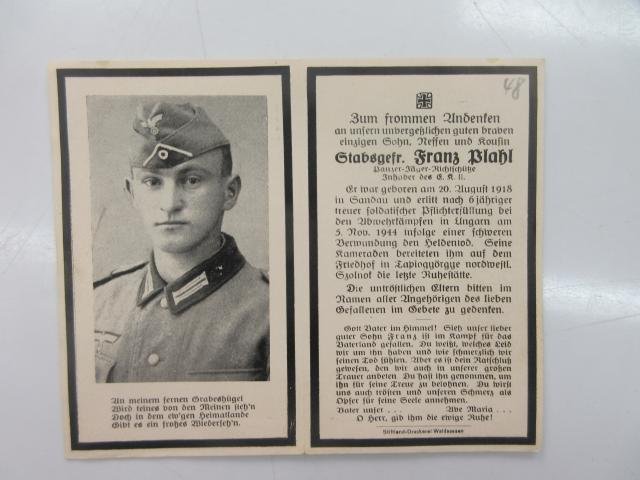 An meinem fernen Grabeshügel
Wird keines von den Meinen steh'n
Doch in dem ew'gen Heimatlande
Gibt es ein frohes Wiederseh'n.
48
Zum frommen Andenken
an unsern unvergeßlichen guten braven
einzigen Sohn, Neffen und Kousin
Stabsgefr. Franz Plahl
Panzer-Jäger-Richtschütze
Inhaber des E. K. II.
Er war geboren am 20. August 1918
in Sandau und erlitt nach 6 jähriger
treuer soldatischer Pflichterfüllung bei
den Abwehrkämpfen in Ungarn am
5. Nov. 1944 infolge einer schweren
Verwundung den Heldentod. Seine
Kameraden bereiteten ihm auf dem
Friedhof in Tapiogyörgye nordwestl.
Szolnok die letzte Ruhestätte.
Die untröstlichen Eltern bitten im
Namen aller Angehörigen des lieben
Gefallenen im Gebete zu gedenken.
Gott Vater im Himmel! Sieh unser lieber
guter Sohn Franz ist im Kampf für das
Vaterland gefallen. Du weißt, welches Leid
wir um ihn haben und wie schmerzlich wir
seinen Tod fühlen. Aber es ist dein Ratschluß
gewesen, den wir auch in unserer großen
Trauer anbeten. Du hast ihn genommen, um
ihn für seine Treue zu belohnen. Du wirst
uns auch trösten und unseren Schmerz als
Opfer für seine Seele annehmen.
Vater unser . . . Ave Maria . . .
O Herr, gib ihm die ewige Ruhe!
Stiftland-Druckerei Waldsassen